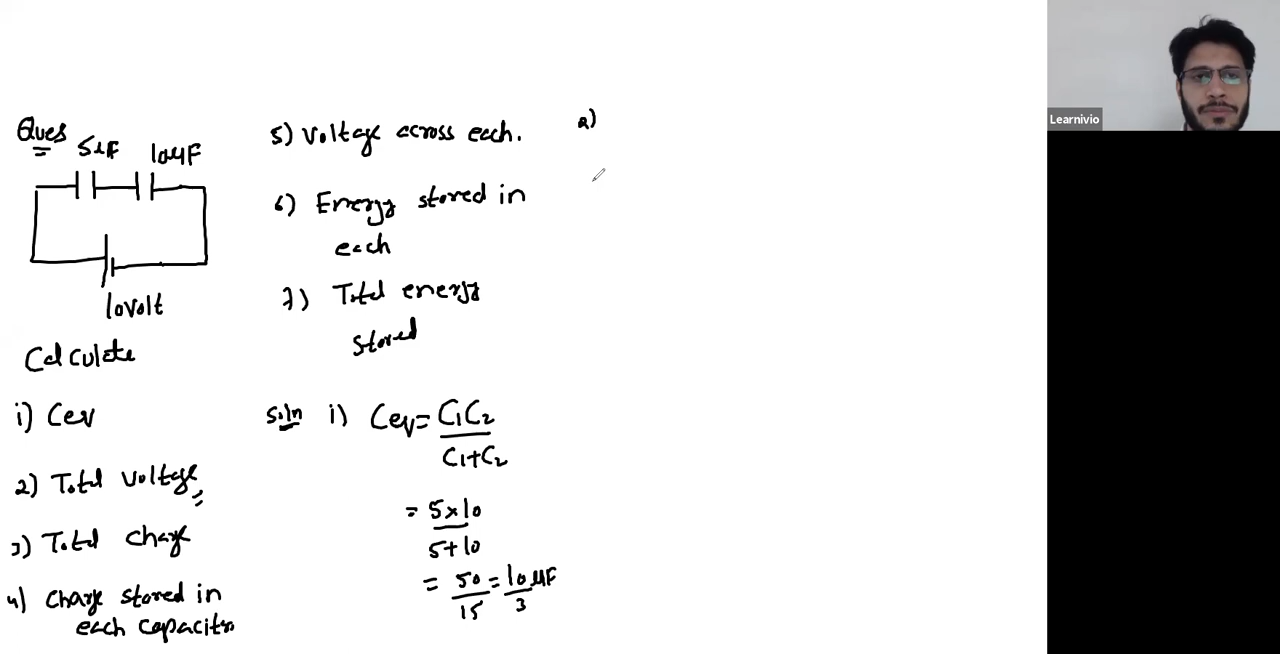 Ques
5µF 10µF
10volt
Calculate
i) Ceq
2) Total voltage
3) Total charge
4) Charge stored in
each capacitor
5) Voltage across each.
6) Energy stored in
each
7) Total energy
stored
Soln i) Ceq = C1C2
C1+C2
= 5×10
5+10
= 50 = 10 µF
15 3
2)
Learnivio